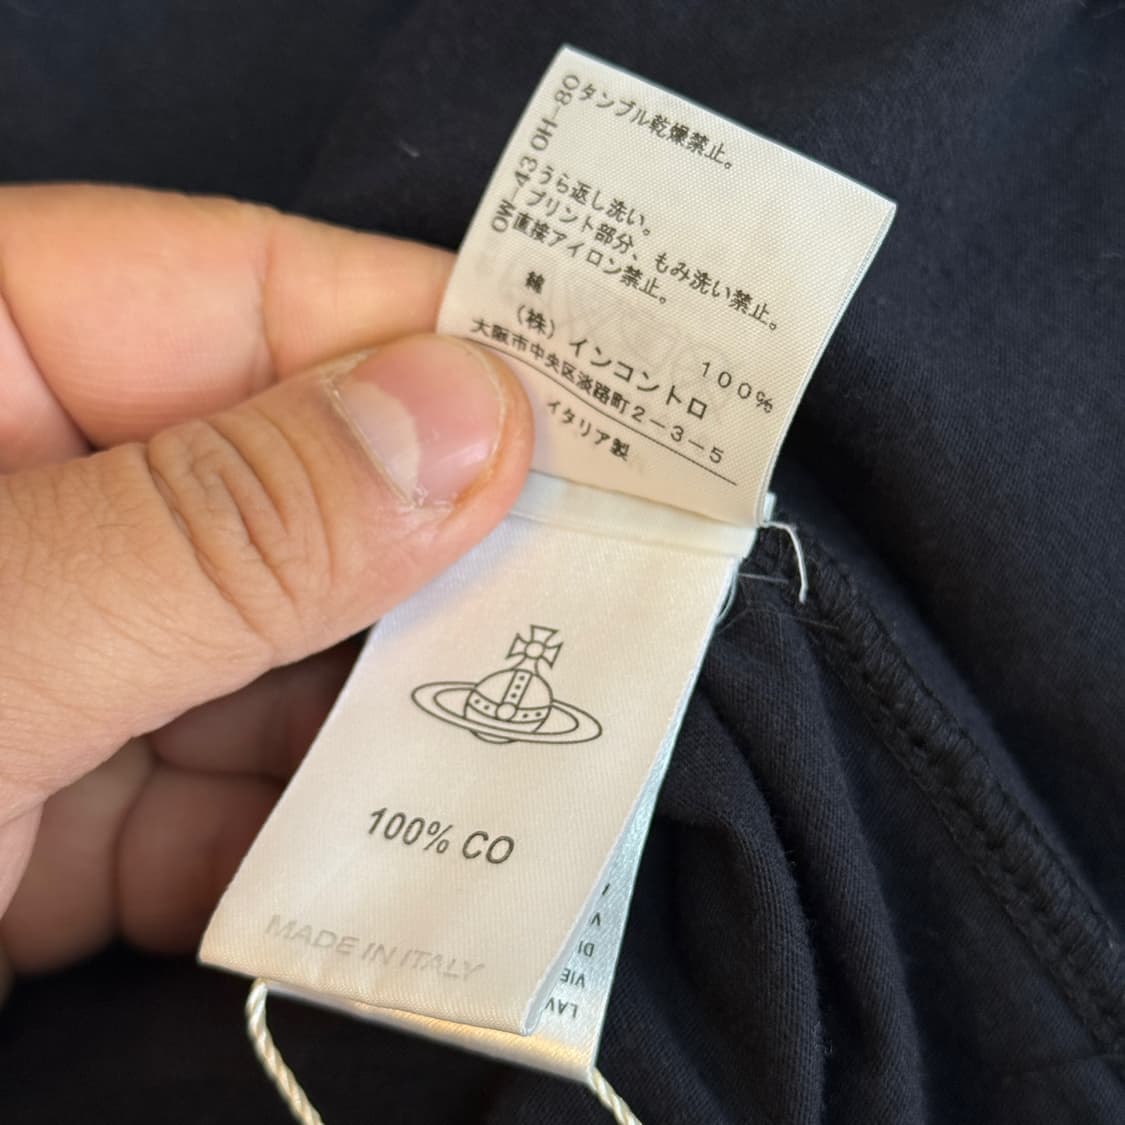 OW-43 OH-80
タンブル乾燥禁止。
うら返し洗い。
プリント部分、もみ洗い禁止。
直接アイロン禁止。
綿 100%
(株)インコントロ
大阪市中央区淡路町2-3-5
イタリア製
100% CO
MADE IN ITALY